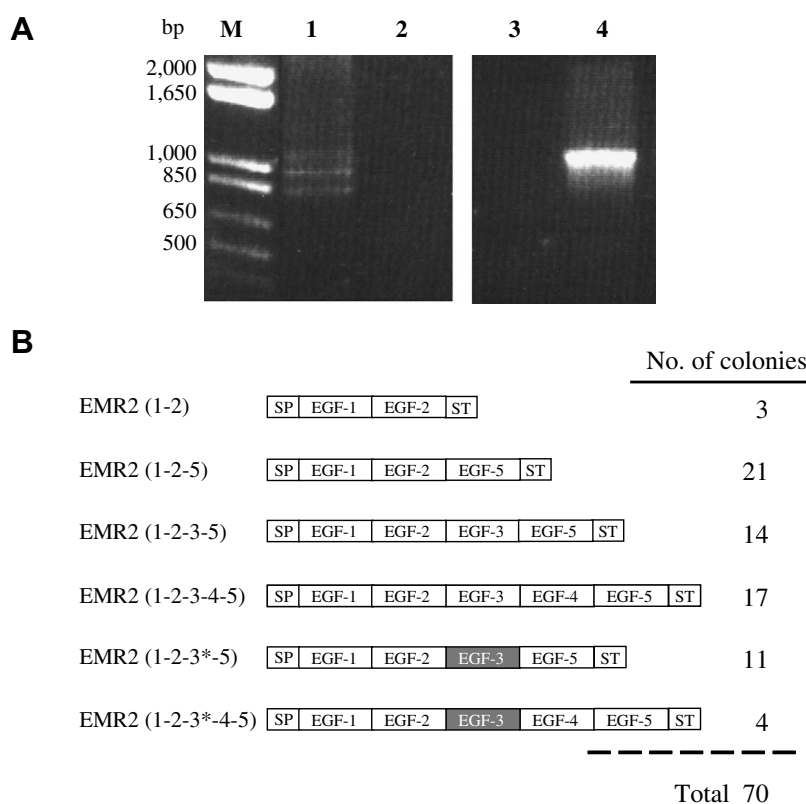 A
bp M 1 2 3 4
2,000
1,650
1,000
850
650
500
B
No. of colonies
EMR2 (1-2) SP EGF-1 EGF-2 ST 3
EMR2 (1-2-5) SP EGF-1 EGF-2 EGF-5 ST 21
EMR2 (1-2-3-5) SP EGF-1 EGF-2 EGF-3 EGF-5 ST 14
EMR2 (1-2-3-4-5) SP EGF-1 EGF-2 EGF-3 EGF-4 EGF-5 ST 17
EMR2 (1-2-3*-5) SP EGF-1 EGF-2 EGF-3 EGF-5 ST 11
EMR2 (1-2-3*-4-5) SP EGF-1 EGF-2 EGF-3 EGF-4 EGF-5 ST 4
Total 70